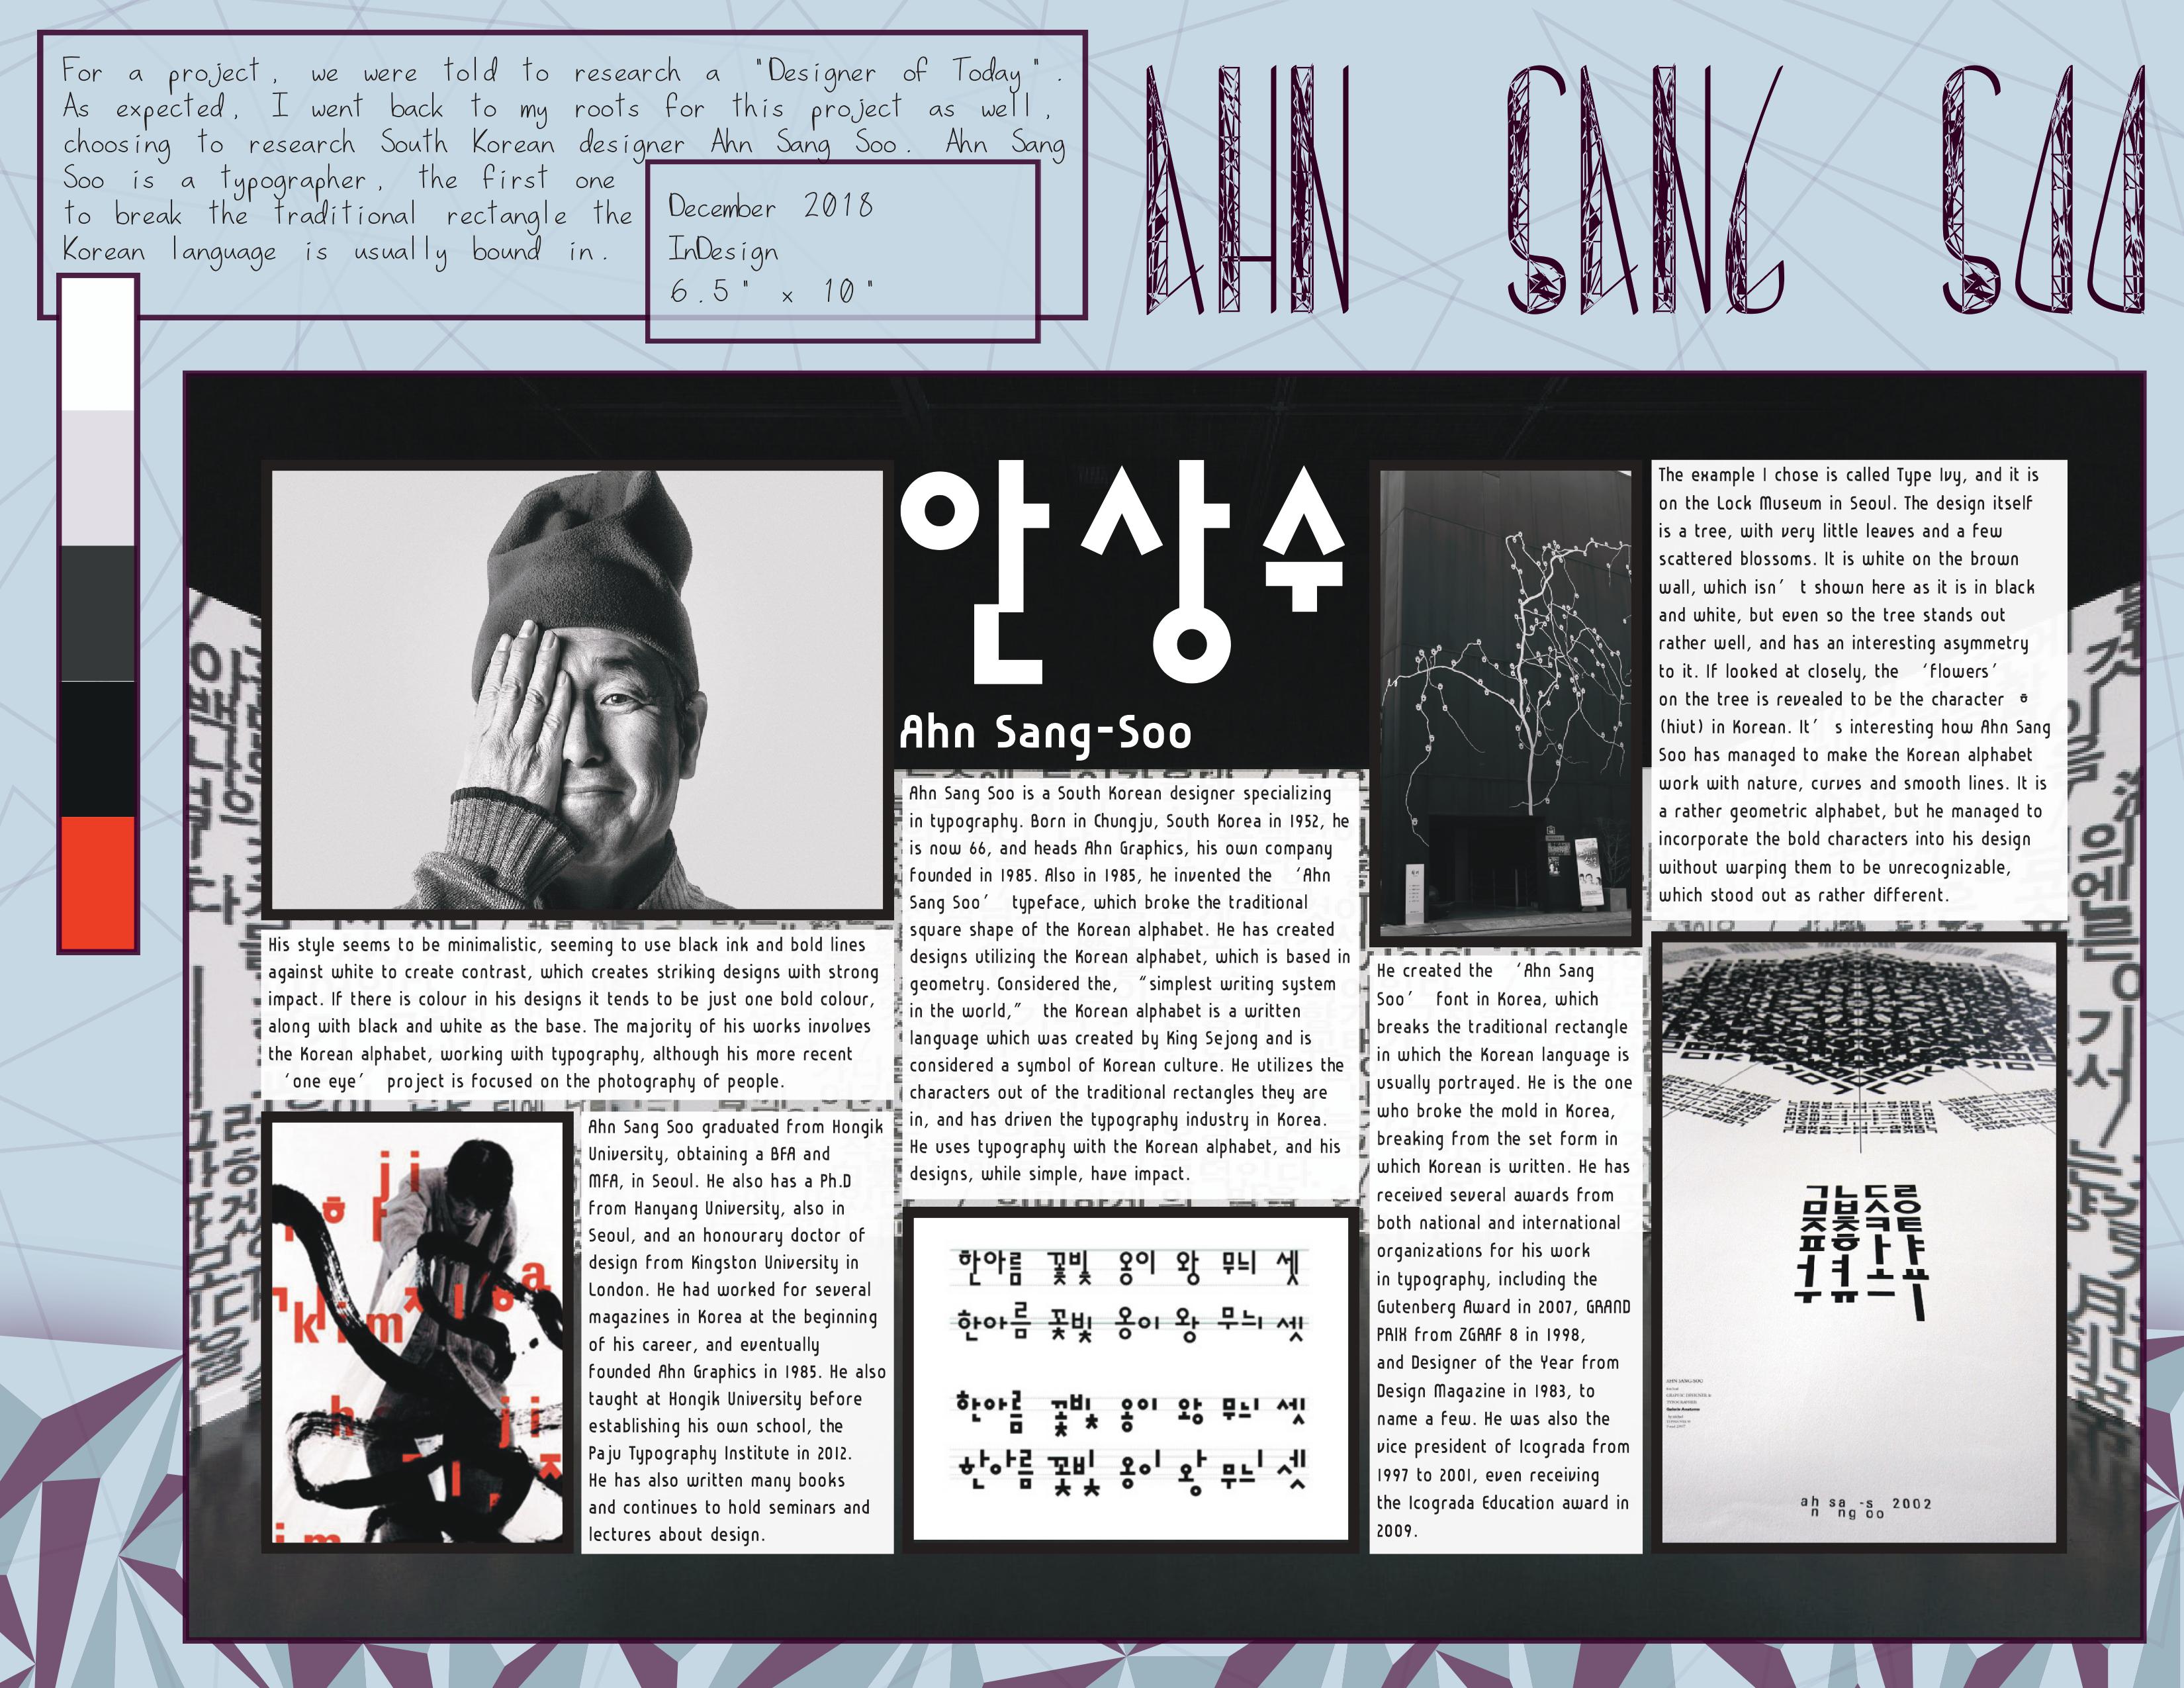 For a project, we were told to research a "Designer of Today".
As expected, I went back to my roots for this project as well,
choosing to research South Korean designer Ahn Sang Soo. Ahn Sang
Soo is a typographer, the first one
to break the traditional rectangle the
Korean language is usually bound in.
December 2018
InDesign
6.5" x 10"
AHN SANG SOO
안상수
Ahn Sang-Soo
His style seems to be minimalistic, seeming to use black ink and bold lines
against white to create contrast, which creates striking designs with strong
impact. If there is colour in his designs it tends to be just one bold colour,
along with black and white as the base. The majority of his works involves
the Korean alphabet, working with typography, although his more recent
‘one eye’ project is focused on the photography of people.
ji
a
klim
h
ji
im
Ahn Sang Soo graduated from Hongik
University, obtaining a BFA and
MFA, in Seoul. He also has a Ph.D
from Hanyang University, also in
Seoul, and an honourary doctor of
design from Kingston University in
London. He had worked for several
magazines in Korea at the beginning
of his career, and eventually
founded Ahn Graphics in 1985. He also
taught at Hongik University before
establishing his own school, the
Paju Typography Institute in 2012.
He has also written many books
and continues to hold seminars and
lectures about design.
Ahn Sang Soo is a South Korean designer specializing
in typography. Born in Chungju, South Korea in 1952, he
is now 66, and heads Ahn Graphics, his own company
founded in 1985. Also in 1985, he invented the ‘Ahn
Sang Soo’ typeface, which broke the traditional
square shape of the Korean alphabet. He has created
designs utilizing the Korean alphabet, which is based in
geometry. Considered the, “simplest writing system
in the world,” the Korean alphabet is a written
language which was created by King Sejong and is
considered a symbol of Korean culture. He utilizes the
characters out of the traditional rectangles they are
in, and has driven the typography industry in Korea.
He uses typography with the Korean alphabet, and his
designs, while simple, have impact.
한아름 꽃빛 옹이 왕 무늬 셋
한아름 꽃빛 옹이 왕 무늬 셋
한아름 꽃빛 옹이 왕 무늬 셋
한아름 꽃빛 옹이 왕 무늬 셋
He created the ‘Ahn Sang
Soo’ font in Korea, which
breaks the traditional rectangle
in which the Korean language is
usually portrayed. He is the one
who broke the mold in Korea,
breaking from the set form in
which Korean is written. He has
received several awards from
both national and international
organizations for his work
in typography, including the
Gutenberg Award in 2007, GRAND
PRIX from ZGRAF 8 in 1998,
and Designer of the Year from
Design Magazine in 1983, to
name a few. He was also the
vice president of Icograda from
1997 to 2001, even receiving
the Icograda Education award in
2009.
The example I chose is called Type Ivy, and it is
on the Lock Museum in Seoul. The design itself
is a tree, with very little leaves and a few
scattered blossoms. It is white on the brown
wall, which isn’ t shown here as it is in black
and white, but even so the tree stands out
rather well, and has an interesting asymmetry
to it. If looked at closely, the ‘flowers’
on the tree is revealed to be the character ㅎ
(hiut) in Korean. It’ s interesting how Ahn Sang
Soo has managed to make the Korean alphabet
work with nature, curves and smooth lines. It is
a rather geometric alphabet, but he managed to
incorporate the bold characters into his design
without warping them to be unrecognizable,
which stood out as rather different.
AHN SANG SOO
ah sa -s 2002
n ng oo